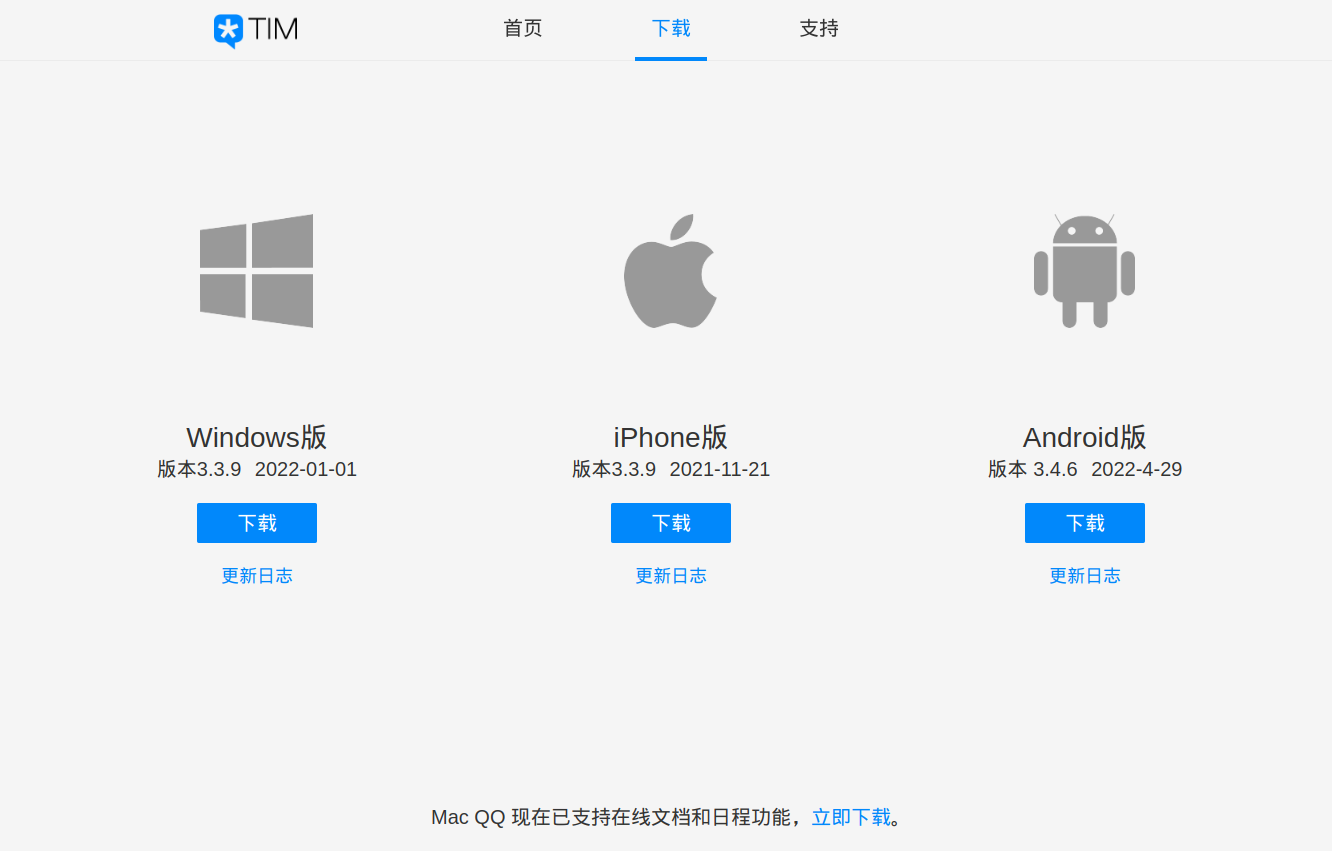 TIM
首页 下载 支持
Windows版 iPhone版 Android版
版本3.3.9 2022-01-01 版本3.3.9 2021-11-21 版本 3.4.6 2022-4-29
下载 下载 下载
更新日志 更新日志 更新日志
Mac QQ 现在已支持在线文档和日程功能，立即下载。